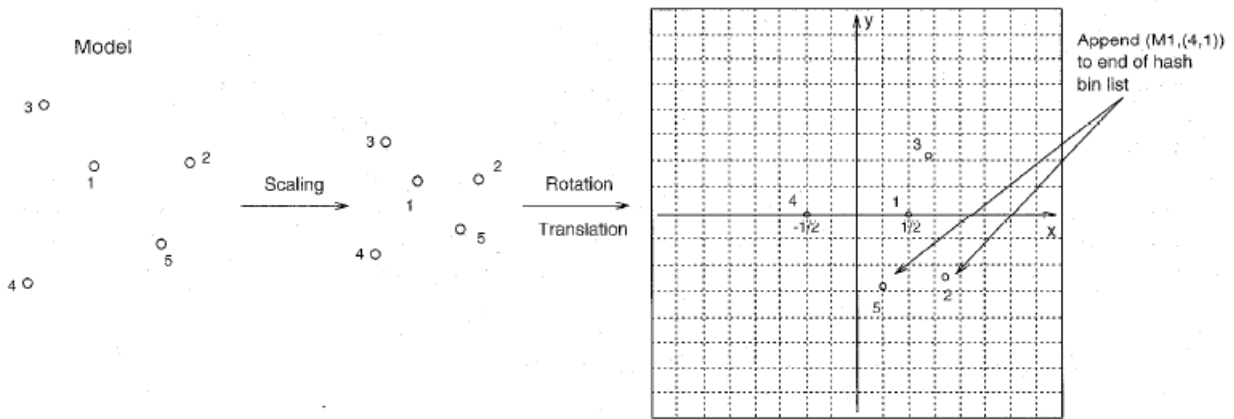 Model
3
2
1
5
4
Scaling
3
2
1
5
4
Rotation
Translation
y
3
4
1
-1/2
1/2
x
5
2
Append (M1,(4,1))
to end of hash
bin list